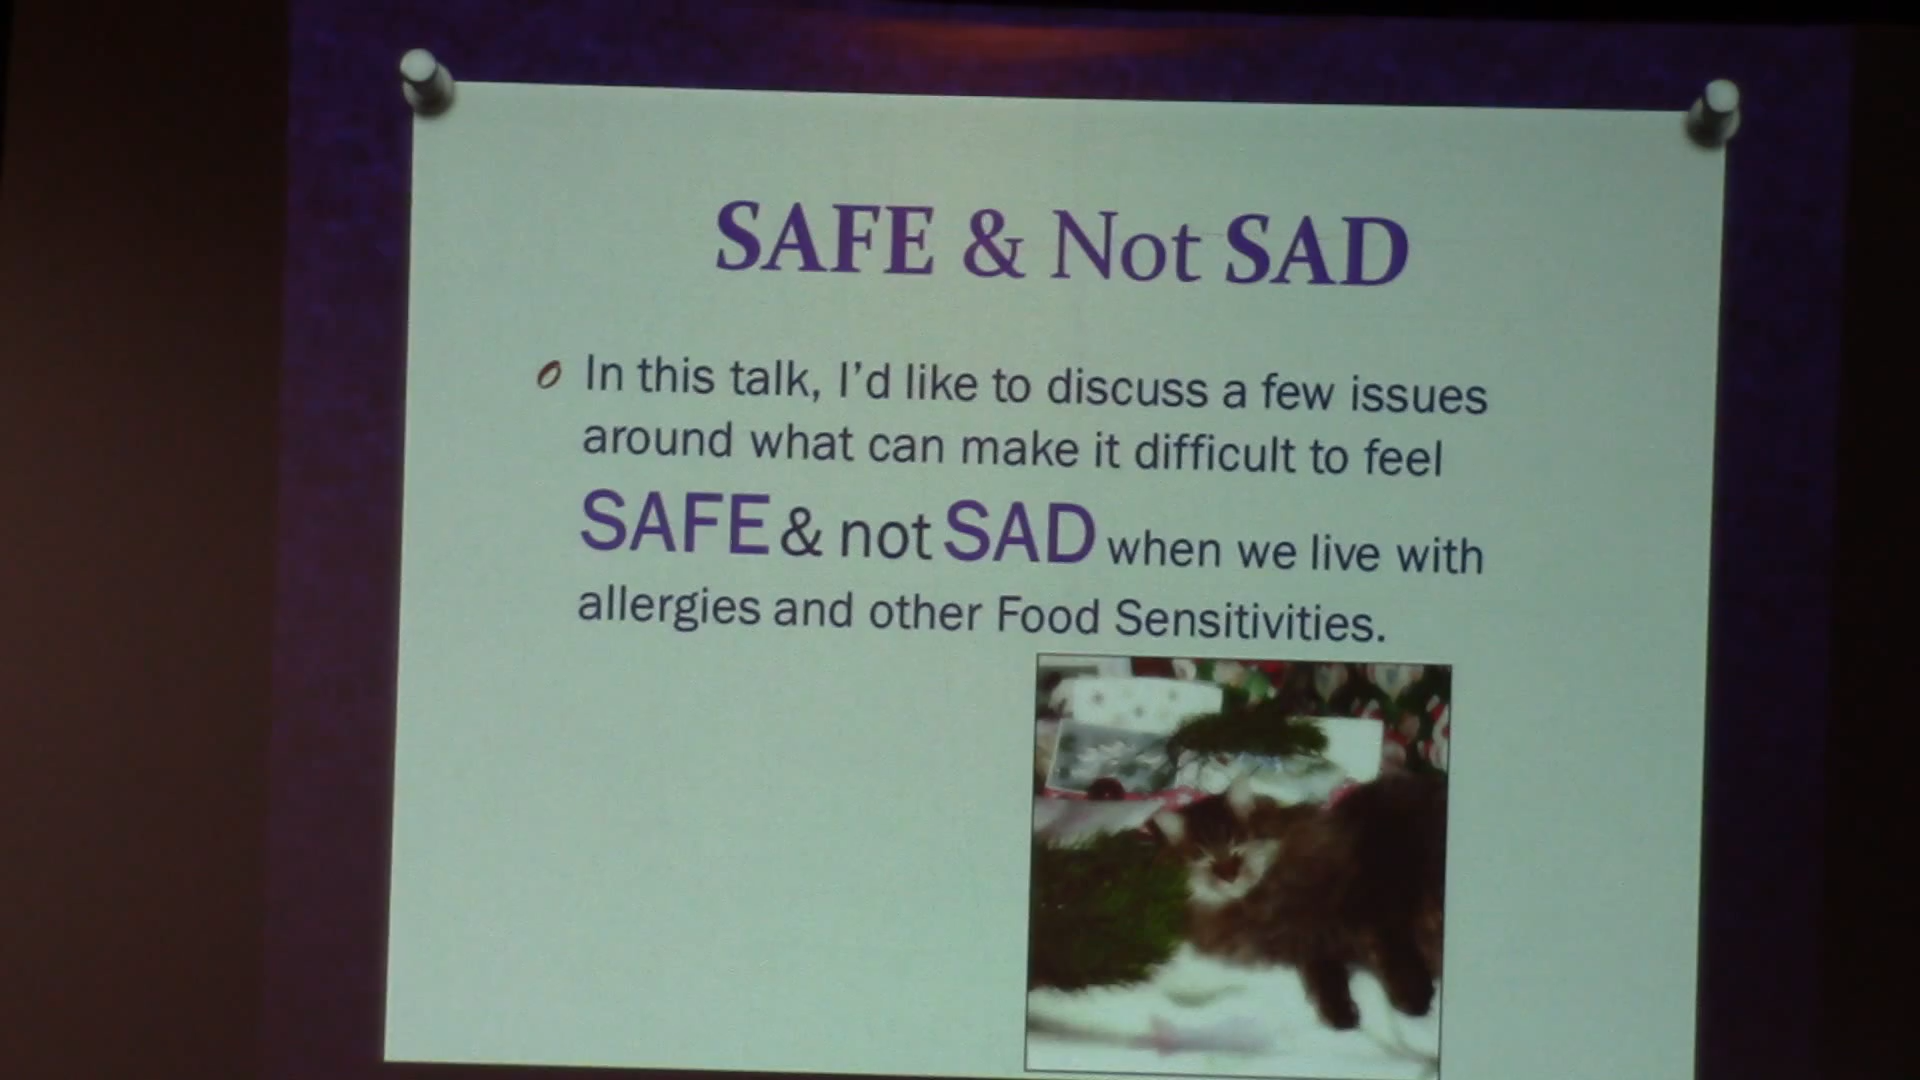 SAFE & Not SAD
In this talk, I'd like to discuss a few issues
around what can make it difficult to feel
SAFE & not SAD when we live with
allergies and other Food Sensitivities.